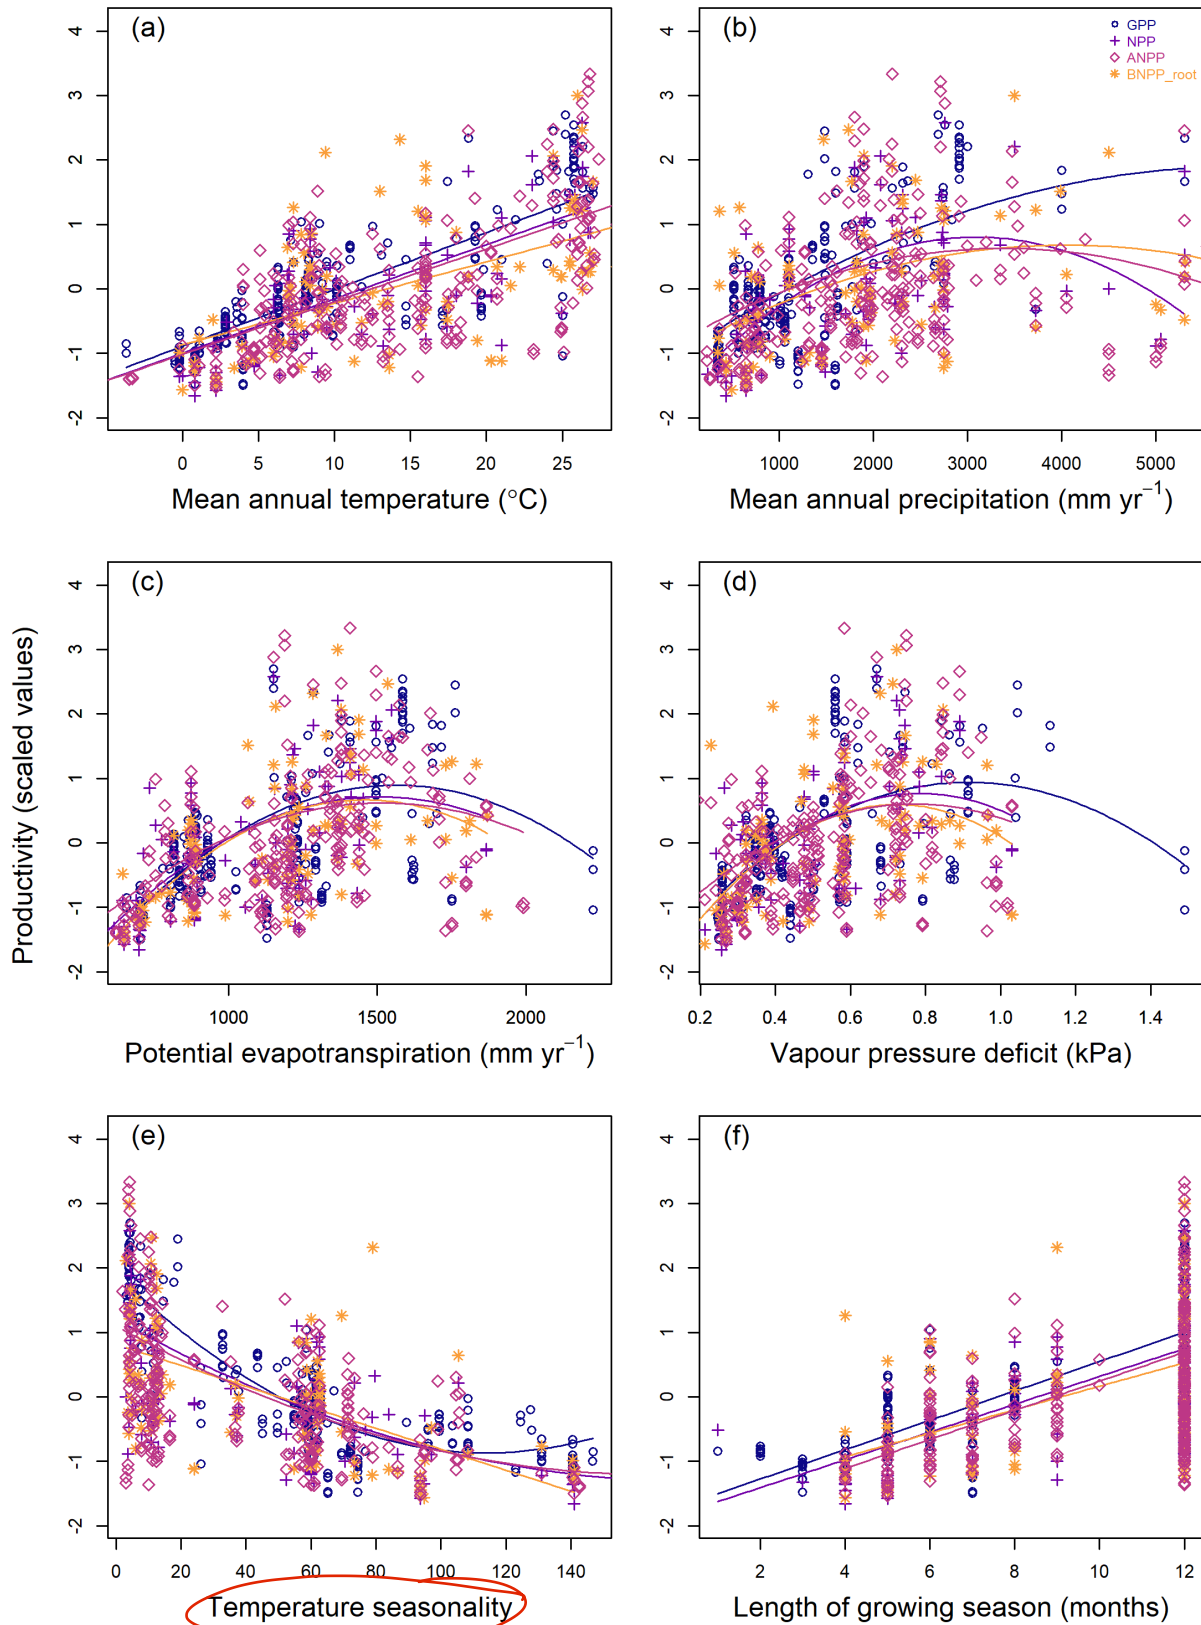 (a)
4
3
2
1
0
-1
-2
0 5 10 15 20 25
Mean annual temperature (°C)
(b)
GPP
NPP
ANPP
BNPP_root
4
3
2
1
0
-1
-2
1000 2000 3000 4000 5000
Mean annual precipitation (mm yr⁻¹)
Productivity (scaled values)
(c)
4
3
2
1
0
-1
-2
1000 1500 2000
Potential evapotranspiration (mm yr⁻¹)
(d)
4
3
2
1
0
-1
-2
0.2 0.4 0.6 0.8 1.0 1.2 1.4
Vapour pressure deficit (kPa)
(e)
4
3
2
1
0
-1
-2
0 20 40 60 80 100 120 140
Temperature seasonality
(f)
4
3
2
1
0
-1
-2
2 4 6 8 10 12
Length of growing season (months)